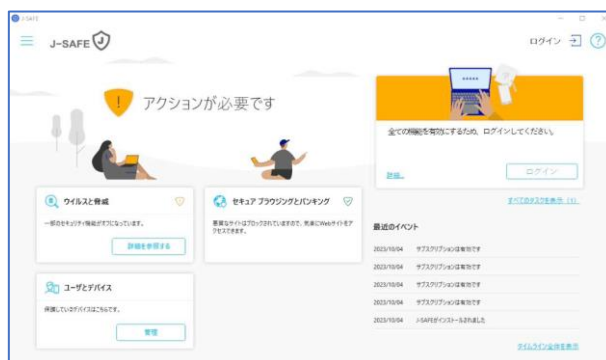 J-SAFE
J-SAFE
ログイン
アクションが必要です
全ての機能を有効にするため、ログインしてください。
詳細...
ログイン
すべてのタスクを表示 (1)
ウイルスと脅威
一部のセキュリティ機能がオフになっています。
詳細を参照する
セキュア ブラウジングとバンキング
悪質なサイトはブロックされていますので、気楽にWebサイトをア
クセスできます。
ユーザとデバイス
保護しているデバイスはこちらです。
管理
最近のイベント
2023/10/04 サブスクリプションは有効です
2023/10/04 サブスクリプションは有効です
2023/10/04 サブスクリプションは有効です
2023/10/04 サブスクリプションは有効です
2023/10/04 J-SAFEがインストールされました
タイムライン全体を表示